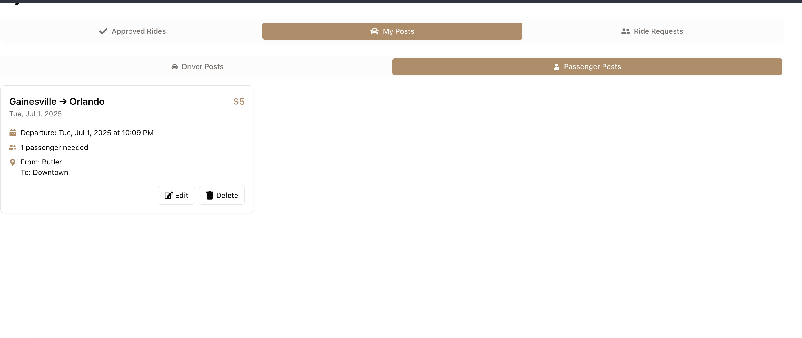 Approved Rides
My Posts
Ride Requests
Driver Posts
Passenger Posts
Gainesville → Orlando
$5
Tue, Jul 1, 2025
Departure: Tue, Jul 1, 2025 at 10:09 PM
1 passenger needed
From: Butler
To: Downtown
Edit
Delete